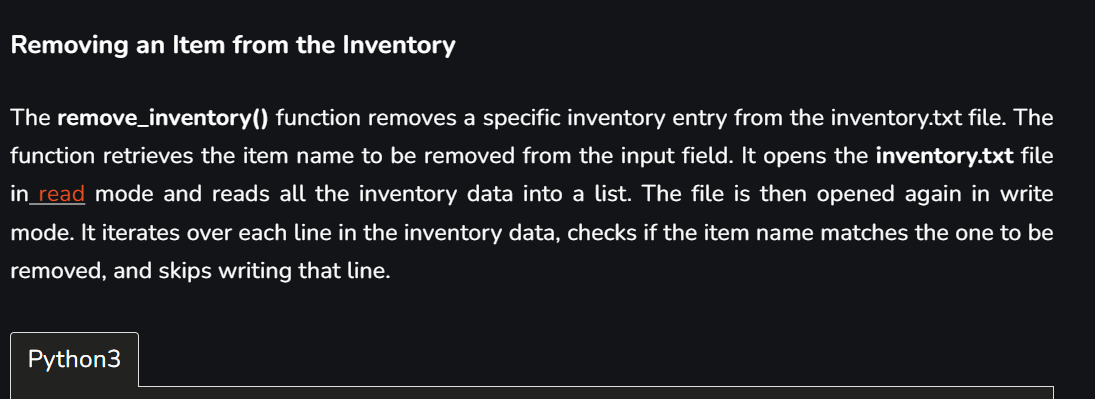 Removing an Item from the Inventory
The remove_inventory() function removes a specific inventory entry from the inventory.txt file. The
function retrieves the item name to be removed from the input field. It opens the inventory.txt file
in read mode and reads all the inventory data into a list. The file is then opened again in write
mode. It iterates over each line in the inventory data, checks if the item name matches the one to be
removed, and skips writing that line.
Python3